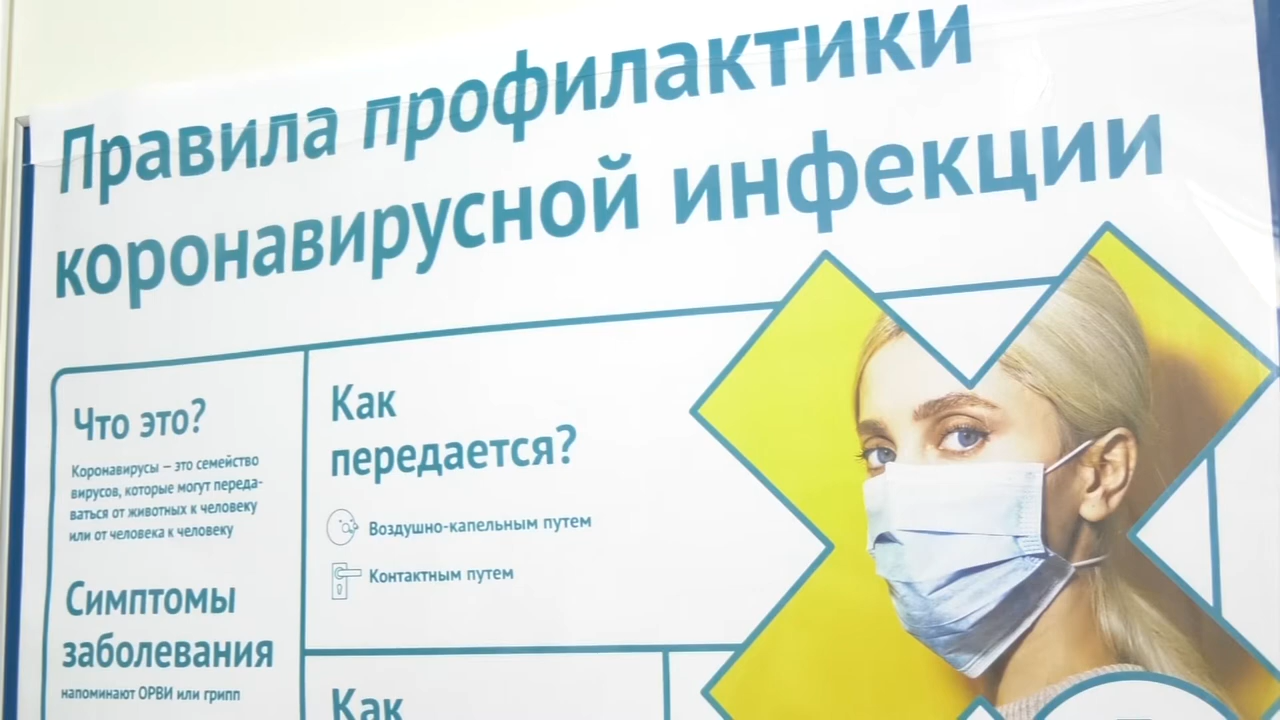 Правила профилактики
коронавирусной инфекции
Что это?
Коронавирусы – это семейство
вирусов, которые могут переда-
ваться от животных к человеку
или от человека к человеку
Симптомы
заболевания
напоминают ОРВИ или грипп
Как
передается?
Воздушно-капельным путем
Контактным путем
Как